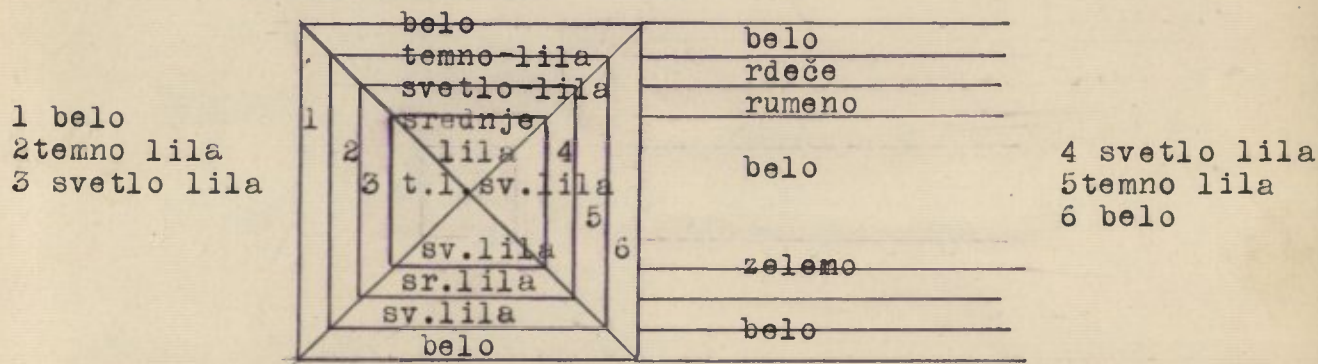 1 belo
2temno lila
3 svetlo lila
belo
temno-lila
svetlo-lila
srednje
lila
t.l. sv.lila
sv.lila
sr.lila
sv.lila
belo
1
2
3
4
5
6
belo
rdeče
rumeno
belo
zelemo
belo
4 svetlo lila
5temno lila
6 belo